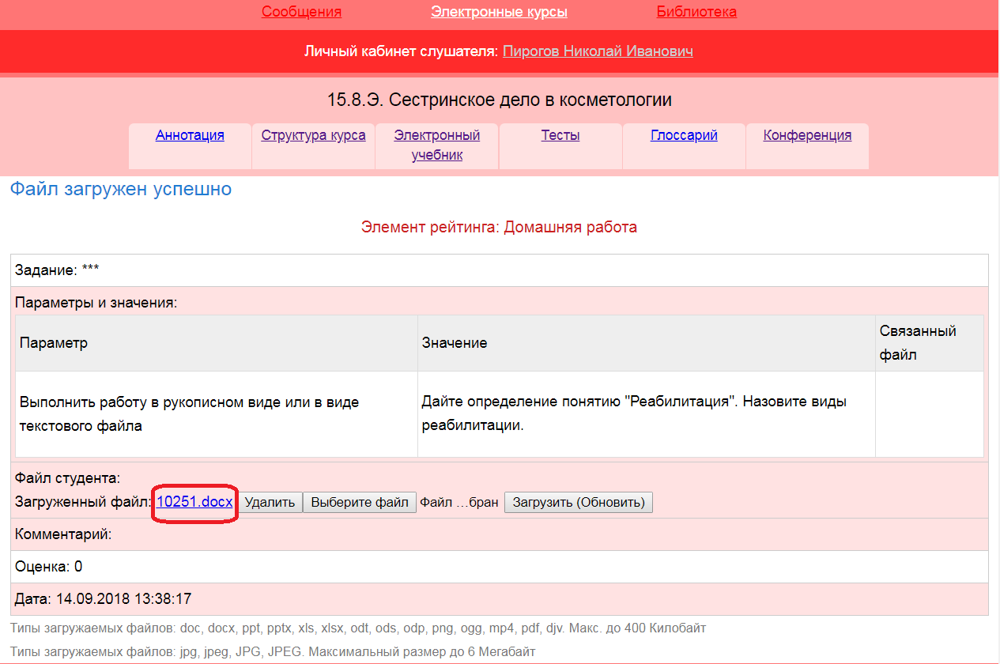 Сообщения Электронные курсы Библиотека
Личный кабинет слушателя: Пирогов Николай Иванович
15.8.Э. Сестринское дело в косметологии
Аннотация Структура курса Электронный учебник Тесты Глоссарий Конференция
Файл загружен успешно
Элемент рейтинга: Домашняя работа
Задание: ***
Параметры и значения:
Параметр Значение Связанный файл
Выполнить работу в рукописном виде или в виде
текстового файла
Дайте определение понятию "Реабилитация". Назовите виды
реабилитации.
Файл студента:
Загруженный файл: 10251.docx Удалить Выберите файл Файл ...бран Загрузить (Обновить)
Комментарий:
Оценка: 0
Дата: 14.09.2018 13:38:17
Типы загружаемых файлов: doc, docx, ppt, pptx, xls, xlsx, odt, ods, odp, png, ogg, mp4, pdf, djv. Макс. до 400 Килобайт
Типы загружаемых файлов: jpg, jpeg, JPG, JPEG. Максимальный размер до 6 Мегабайт